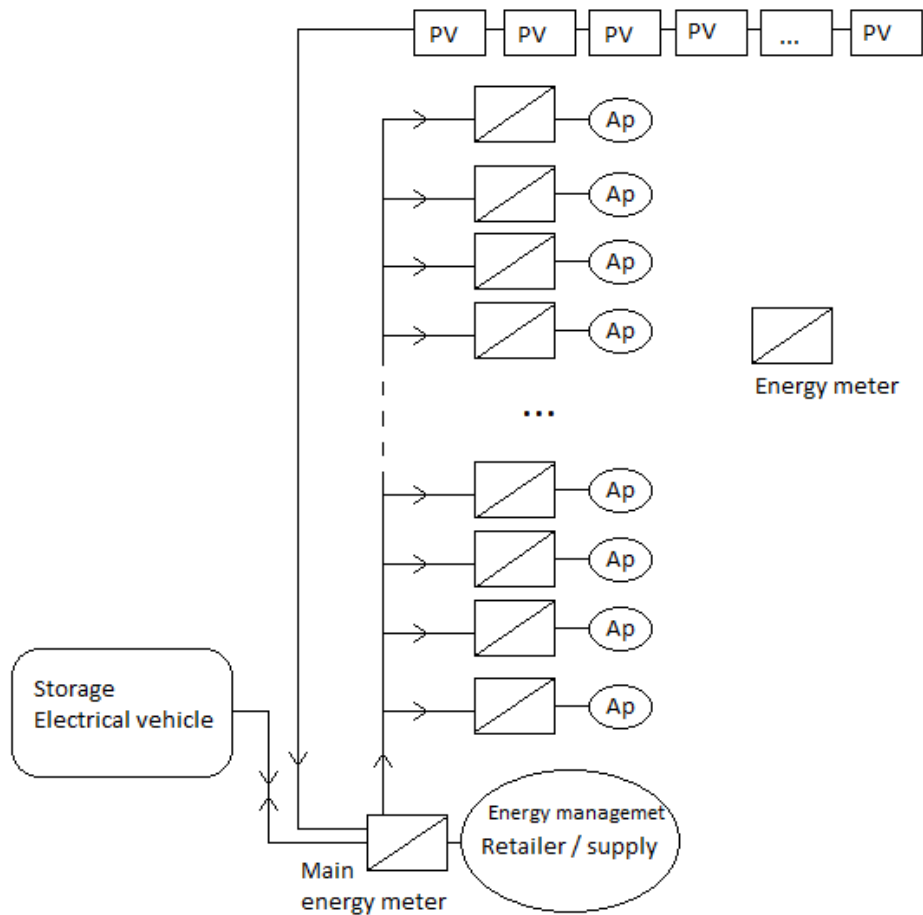 PV PV PV PV ... PV
Ap
Ap
Ap
Ap
Energy meter
...
Ap
Ap
Ap
Ap
Storage
Electrical vehicle
Energy managemet
Retailer / supply
Main
energy meter